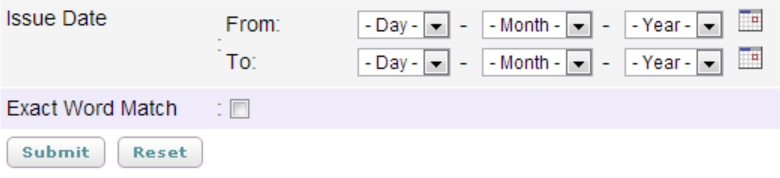 Issue Date : From: - Day - - - Month - - - Year -
To: - Day - - - Month - - - Year -
Exact Word Match :
Submit Reset